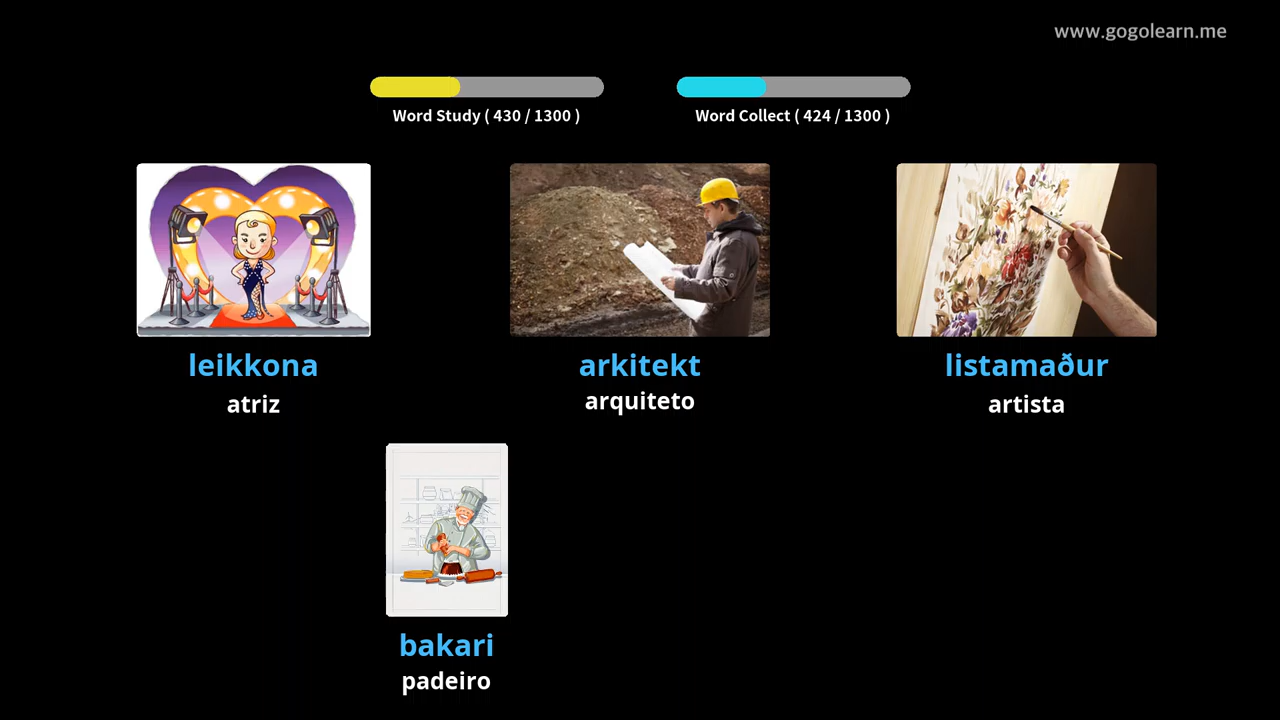 www.gogolearn.me
Word Study ( 430 / 1300 )
Word Collect ( 424 / 1300 )
leikkona
atriz
arkitekt
arquiteto
listamaður
artista
bakari
padeiro